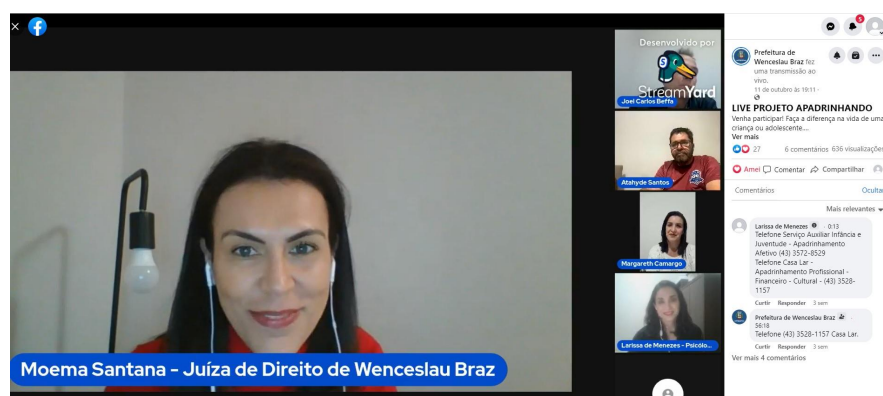 Desenvolvido por
StreamYard
Joel Carlos Beffa
Atahyde Santos
Margareth Camargo
Larissa de Menezes - Psicólo...
Moema Santana - Juíza de Direito de Wenceslau Braz
5
Prefeitura de
Wenceslau Braz fez
uma transmissão ao
vivo.
11 de outubro às 19:11 ·
LIVE PROJETO APADRINHANDO
Venha participar! Faça a diferença na vida de uma
criança ou adolescente....
Ver mais
27 6 comentários 636 visualizações
Amei Comentar Compartilhar
Comentários Oculta
Mais relevantes
Larissa de Menezes · 0:13
Telefone Serviço Auxiliar Infância e
Juventude - Apadrinhamento
Afetivo (43) 3572-8529
Telefone Casa Lar -
Apadrinhamento Profissional -
Financeiro - Cultural - (43) 3528-
1157
Curtir Responder 3 sem
Prefeitura de Wenceslau Braz ·
56:18
Telefone (43) 3528-1157 Casa Lar.
Curtir Responder 3 sem
Ver mais 4 comentários